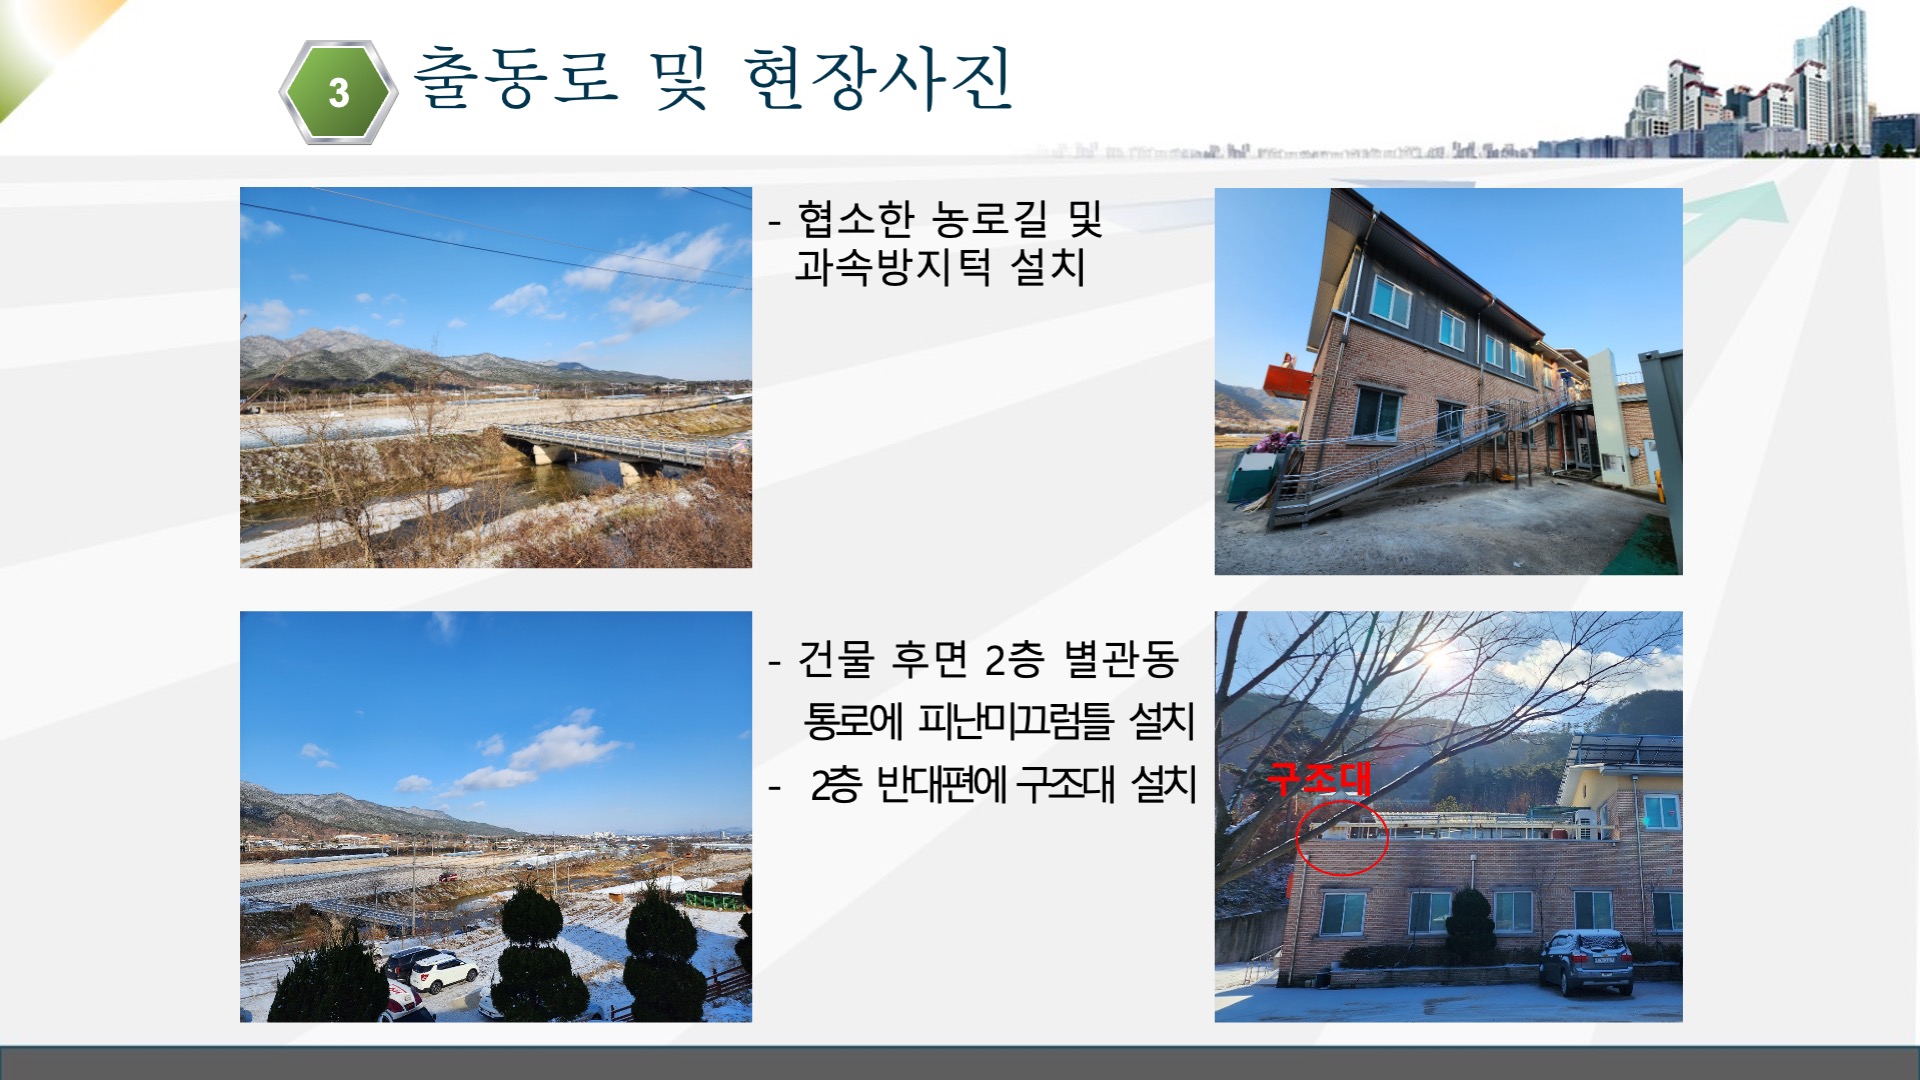 3
출동로 및 현장사진
- 협소한 농로길 및
과속방지턱 설치
- 건물 후면 2층 별관동
통로에 피난미끄럼틀 설치
- 2층 반대편에 구조대 설치
구조대